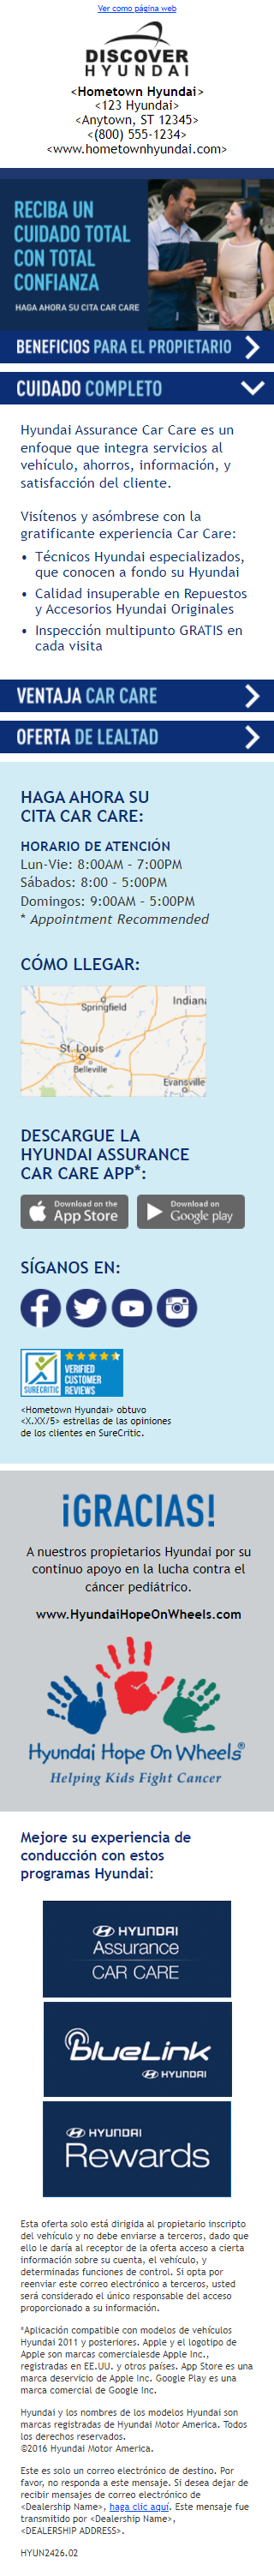 Ver como página web
DISCOVER
HYUNDAI
<Hometown Hyundai>
<123 Hyundai>
<Anytown, ST 12345>
<(800) 555-1234>
<www.hometownhyundai.com>
RECIBA UN
CUIDADO TOTAL
CON TOTAL
CONFIANZA
HAGA AHORA SU CITA CAR CARE
BENEFICIOS PARA EL PROPIETARIO
CUIDADO COMPLETO
Hyundai Assurance Car Care es un
enfoque que integra servicios al
vehículo, ahorros, información, y
satisfacción del cliente.
Visítenos y asómbrese con la
gratificante experiencia Car Care:
• Técnicos Hyundai especializados,
que conocen a fondo su Hyundai
• Calidad insuperable en Repuestos
y Accesorios Hyundai Originales
• Inspección multipunto GRATIS en
cada visita
VENTAJA CAR CARE
OFERTA DE LEALTAD
HAGA AHORA SU
CITA CAR CARE:
HORARIO DE ATENCIÓN
Lun-Vie: 8:00AM – 7:00PM
Sábados: 8:00 – 5:00PM
Domingos: 9:00AM – 5:00PM
* Appointment Recommended
CÓMO LLEGAR:
Springfield
Indiana
St. Louis
Belleville
Evansville
DESCARGUE LA
HYUNDAI ASSURANCE
CAR CARE APP*:
Download on the
App Store
Download on
Google play
SÍGANOS EN:
SURECRITIC
VERIFIED
CUSTOMER
REVIEWS
<Hometown Hyundai> obtuvo
<X.XX/5> estrellas de las opiniones
de los clientes en SureCritic.
¡GRACIAS!
A nuestros propietarios Hyundai por su
continuo apoyo en la lucha contra el
cáncer pediátrico.
www.HyundaiHopeOnWheels.com
Hyundai Hope On Wheels®
Helping Kids Fight Cancer
Mejore su experiencia de
conducción con estos
programas Hyundai:
HYUNDAI
Assurance
CAR CARE
BlueLink
HYUNDAI
HYUNDAI
Rewards
Esta oferta solo está dirigida al propietario inscripto
del vehículo y no debe enviarse a terceros, dado que
ello le daría al receptor de la oferta acceso a cierta
información sobre su cuenta, el vehículo, y
determinadas funciones de control. Si opta por
reenviar este correo electrónico a terceros, usted
será considerado el único responsable del acceso
proporcionado a su información.
*Aplicación compatible con modelos de vehículos
Hyundai 2011 y posteriores. Apple y el logotipo de
Apple son marcas comercialesde Apple Inc.,
registradas en EE.UU. y otros países. App Store es una
marca deservicio de Apple Inc. Google Play es una
marca comercial de Google Inc.
Hyundai y los nombres de los modelos Hyundai son
marcas registradas de Hyundai Motor America. Todos
los derechos reservados.
©2016 Hyundai Motor America.
Este es solo un correo electrónico de destino. Por
favor, no responda a este mensaje. Si desea dejar de
recibir mensajes de correo electrónico de
<Dealership Name>, haga clic aquí. Este mensaje fue
transmitido por <Dealership Name>,
<DEALERSHIP ADDRESS>.
HYUN2426.02